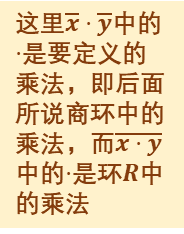 这里x̅·y̅中的
·是要定义的
乘法，即后面
所说商环中的
乘法，而x̅ ̅·̅ ̅y̅
中的·是环R中
的乘法